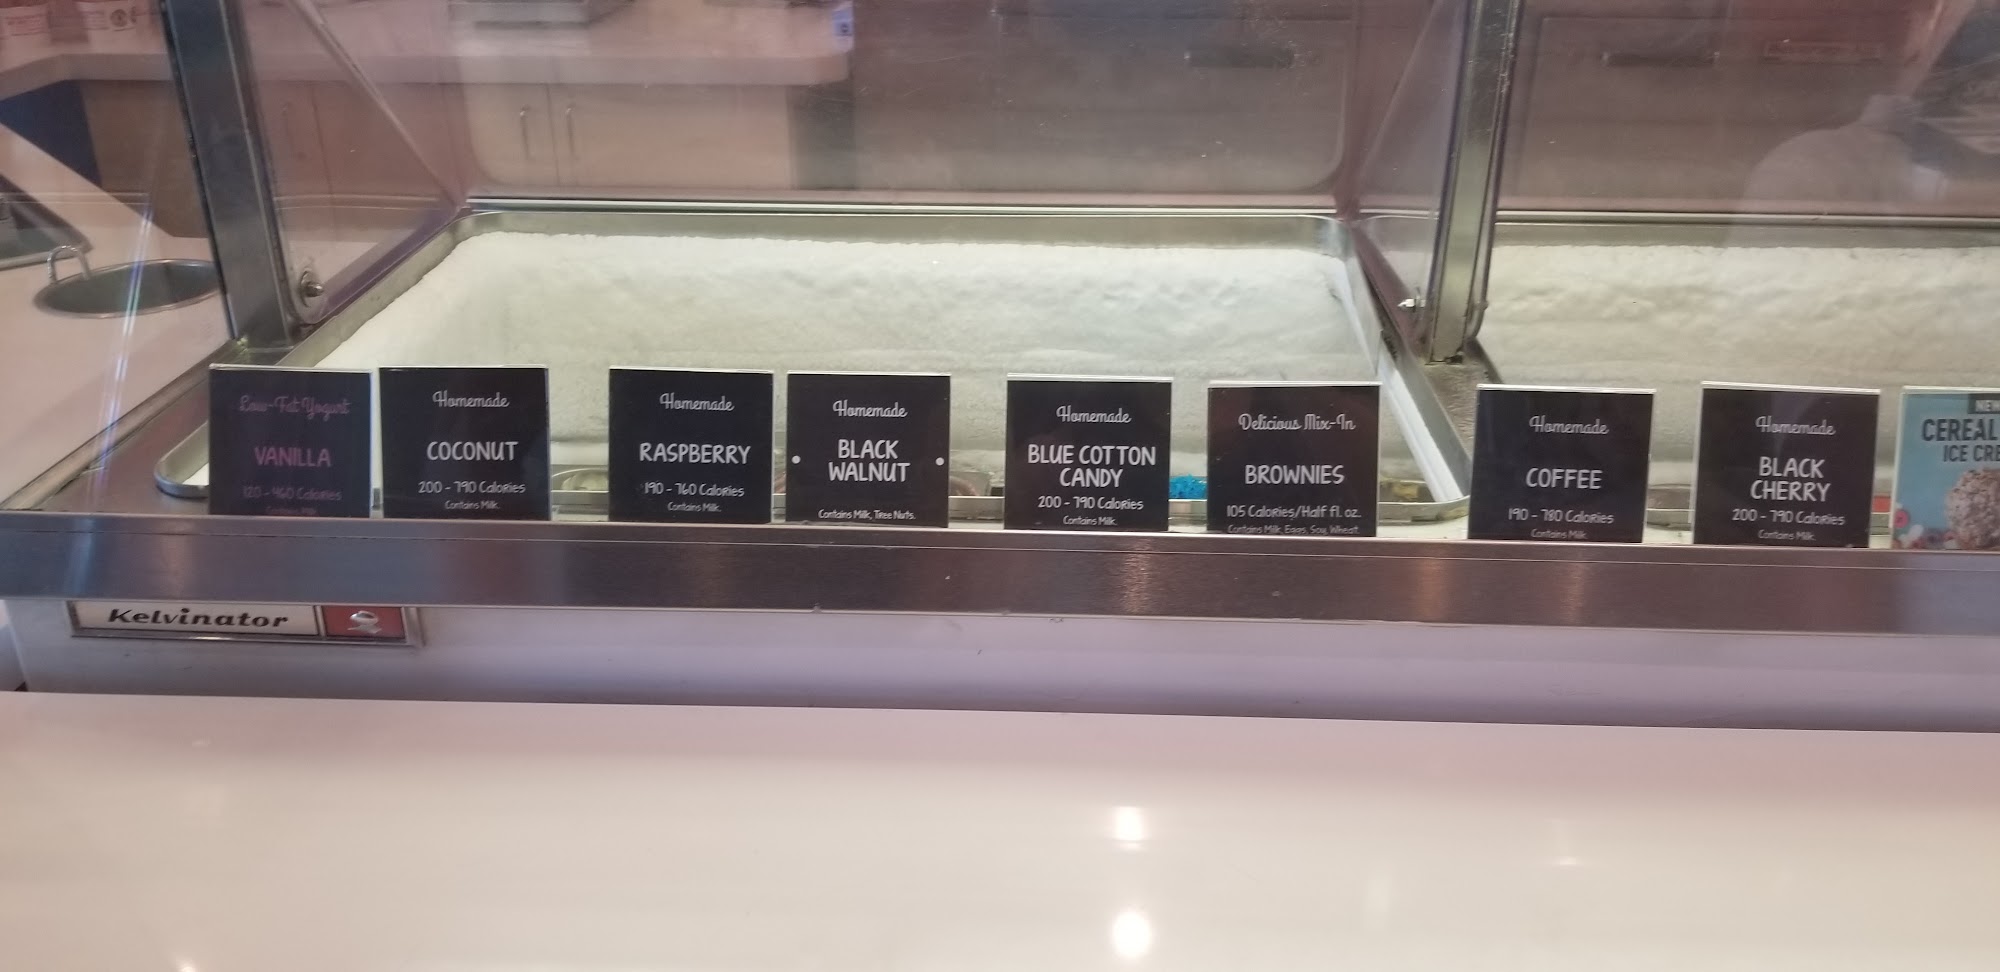 Low-Fat Yogurt
VANILLA
120 - 460 Calories
Contains Milk.
Homemade
COCONUT
200 - 790 Calories
Contains Milk.
Homemade
RASPBERRY
190 - 760 Calories
Contains Milk.
Homemade
BLACK
WALNUT
Contains Milk, Tree Nuts.
Homemade
BLUE COTTON
CANDY
200 - 790 Calories
Contains Milk.
Delicious Mix-In
BROWNIES
105 Calories/Half fl. oz.
Contains Milk, Eggs, Soy, Wheat.
Homemade
COFFEE
190 - 780 Calories
Contains Milk.
Homemade
BLACK
CHERRY
200 - 790 Calories
Contains Milk.
NEW
CEREAL
ICE CRE
Kelvinator